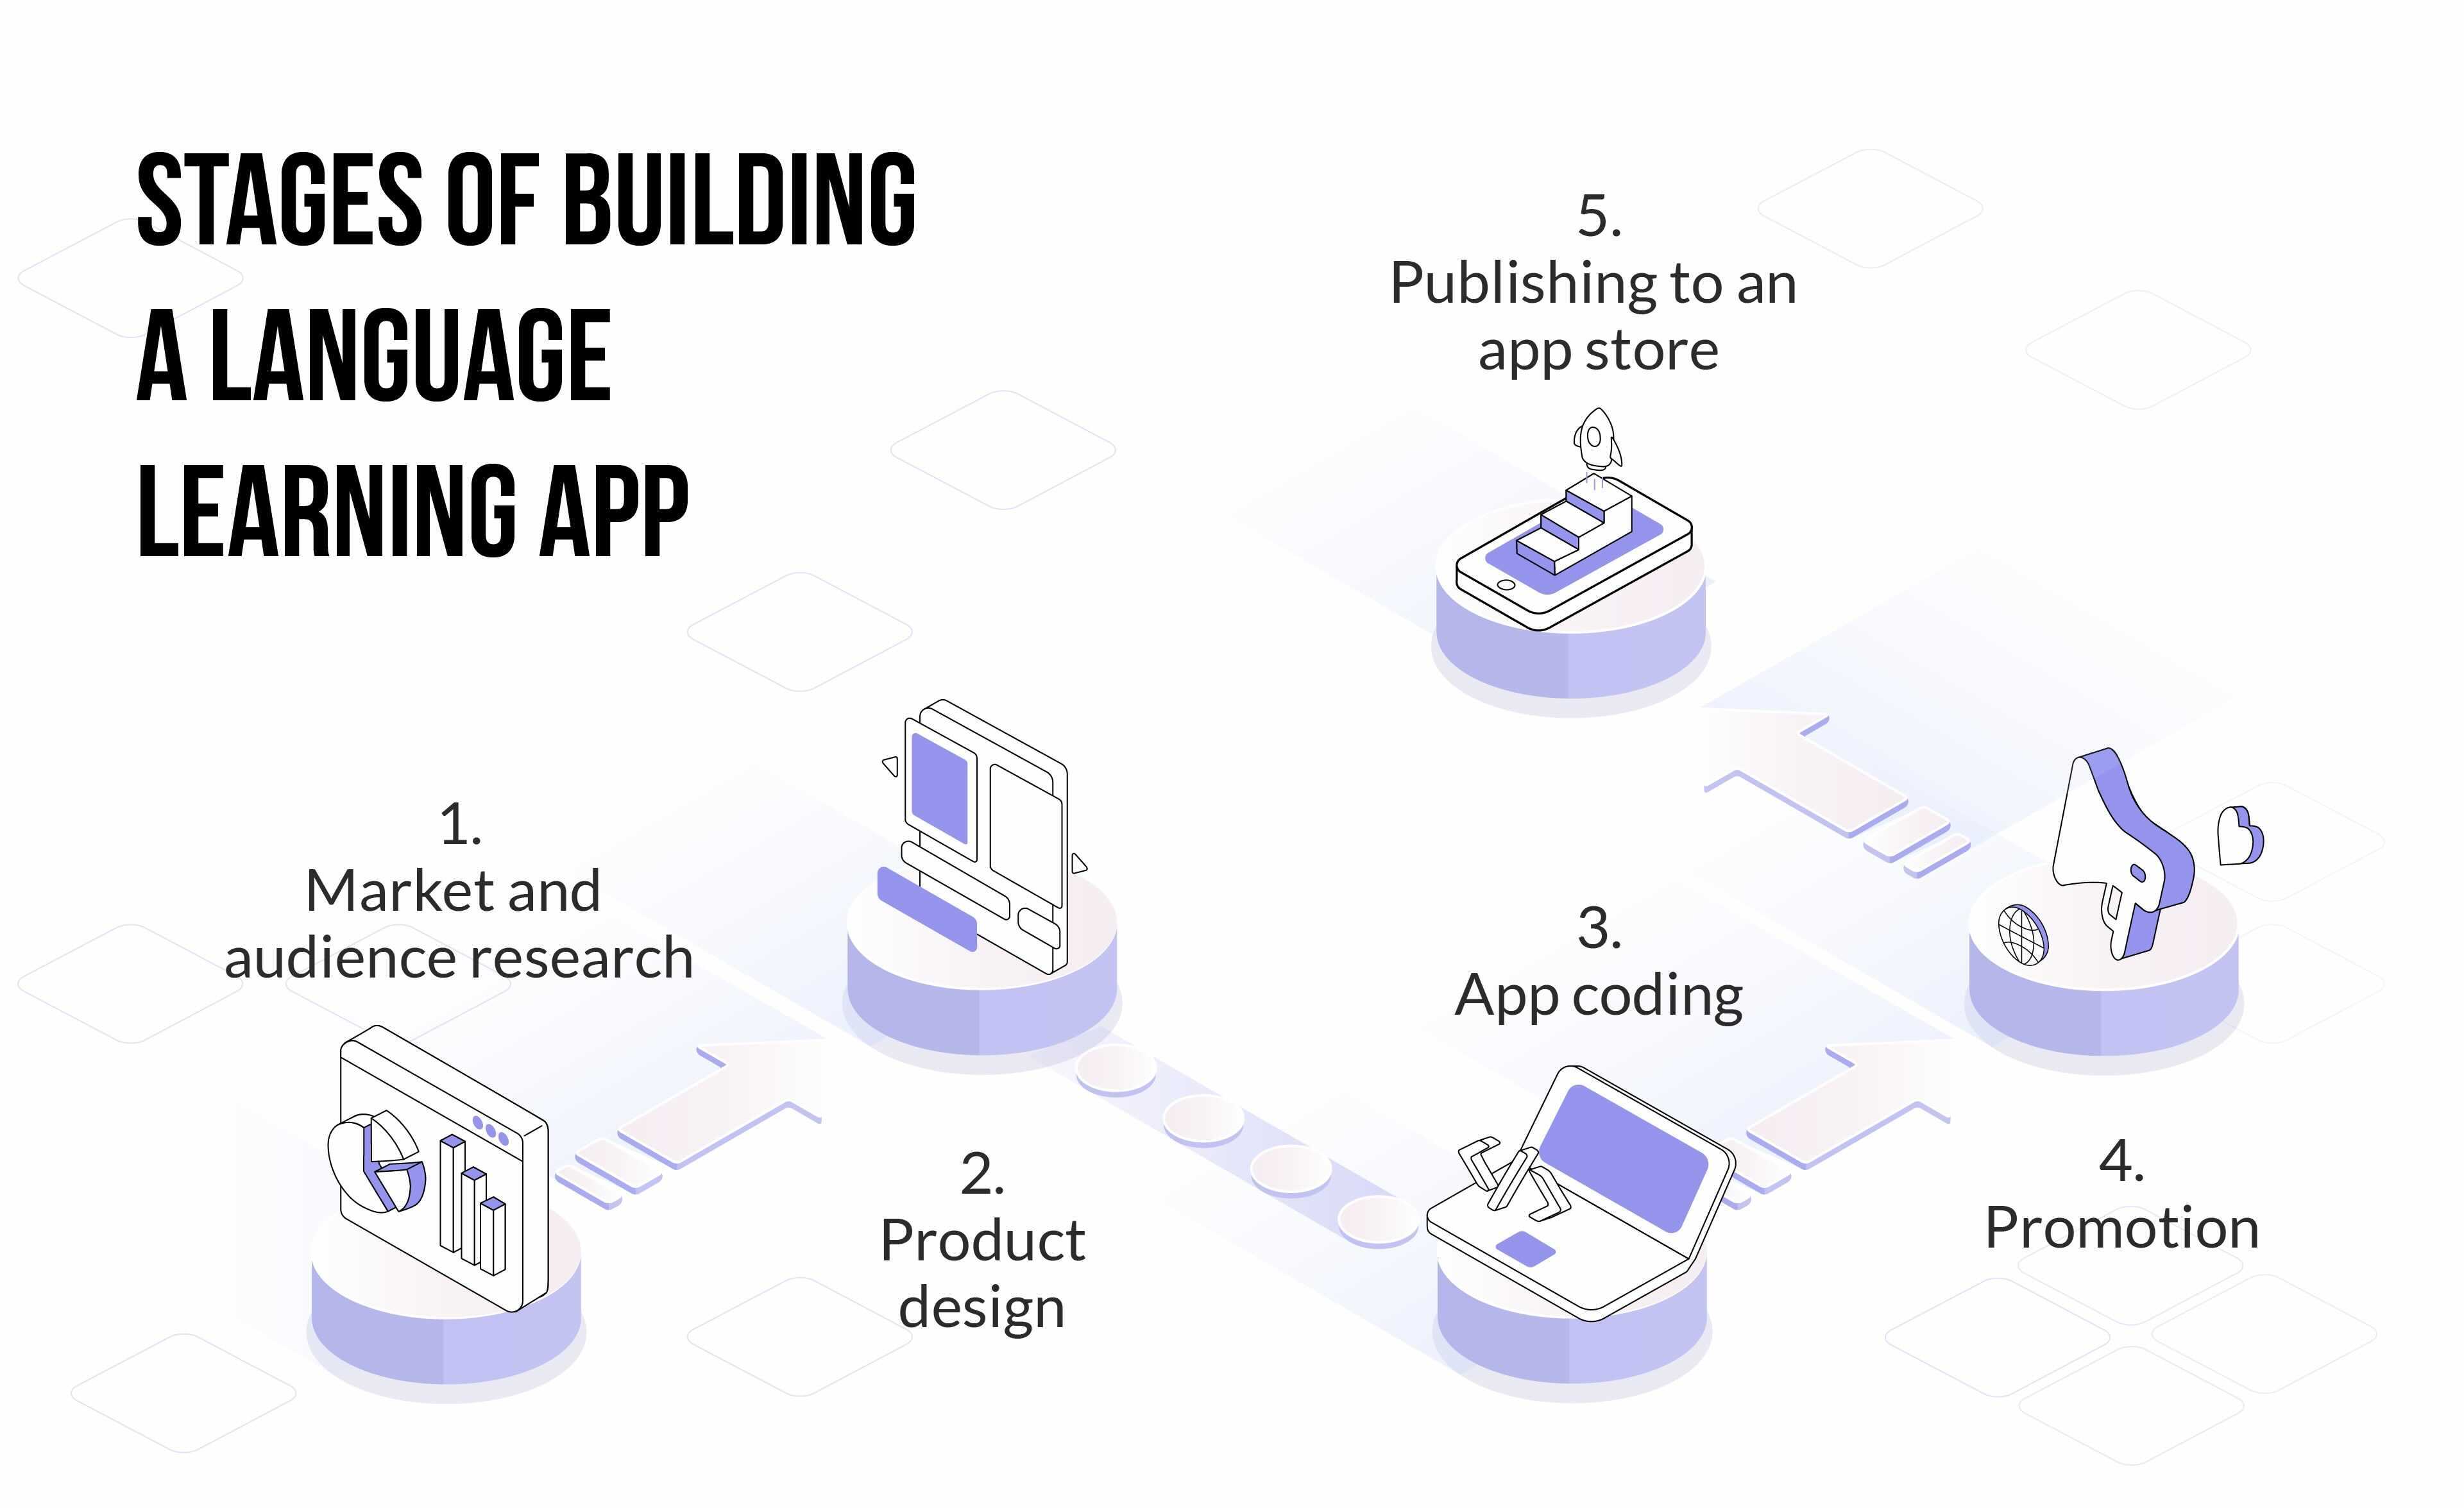 STAGES OF BUILDING
A LANGUAGE
LEARNING APP
1.
Market and
audience research
2.
Product
design
3.
App coding
4.
Promotion
5.
Publishing to an
app store